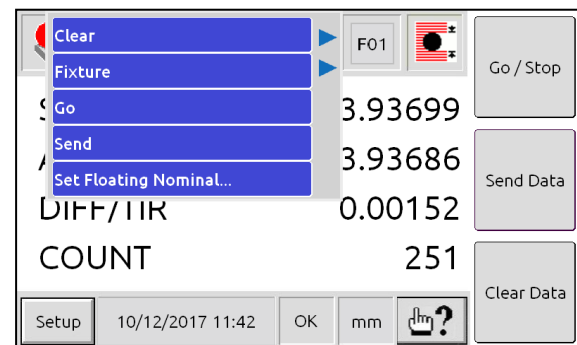 Clear
Fixture
Go
Send
Set Floating Nominal...
F01
3.93699
3.93686
DIFF/TIR 0.00152
COUNT 251
Setup 10/12/2017 11:42 OK mm ?
Go / Stop
Send Data
Clear Data